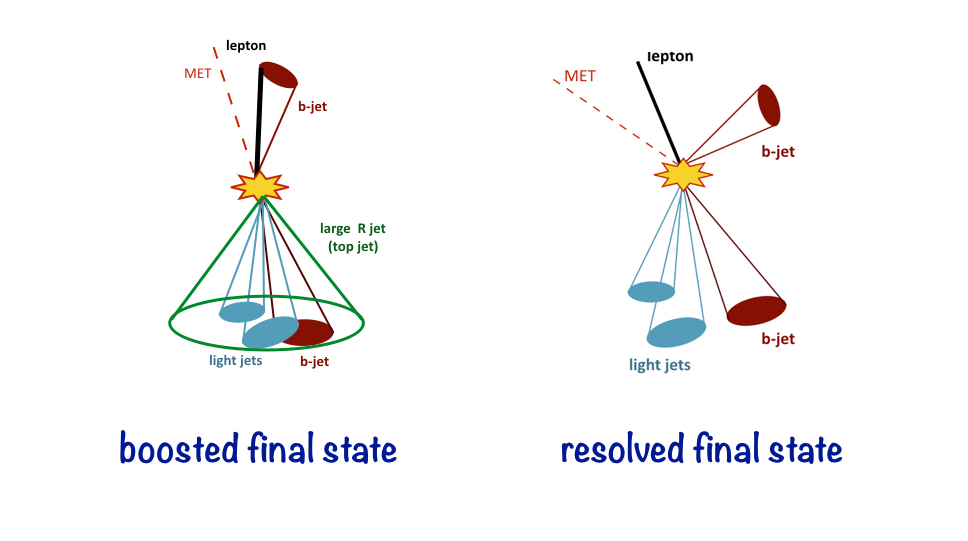 lepton
MET
b-jet
large R jet
(top jet)
light jets
b-jet
boosted final state
lepton
MET
b-jet
b-jet
light jets
resolved final state